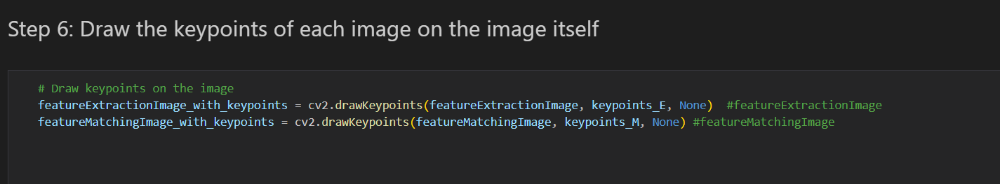 Step 6: Draw the keypoints of each image on the image itself
# Draw keypoints on the image
featureExtractionImage_with_keypoints = cv2.drawKeypoints(featureExtractionImage, keypoints_E, None)  #featureExtractionImage
featureMatchingImage_with_keypoints = cv2.drawKeypoints(featureMatchingImage, keypoints_M, None) #featureMatchingImage